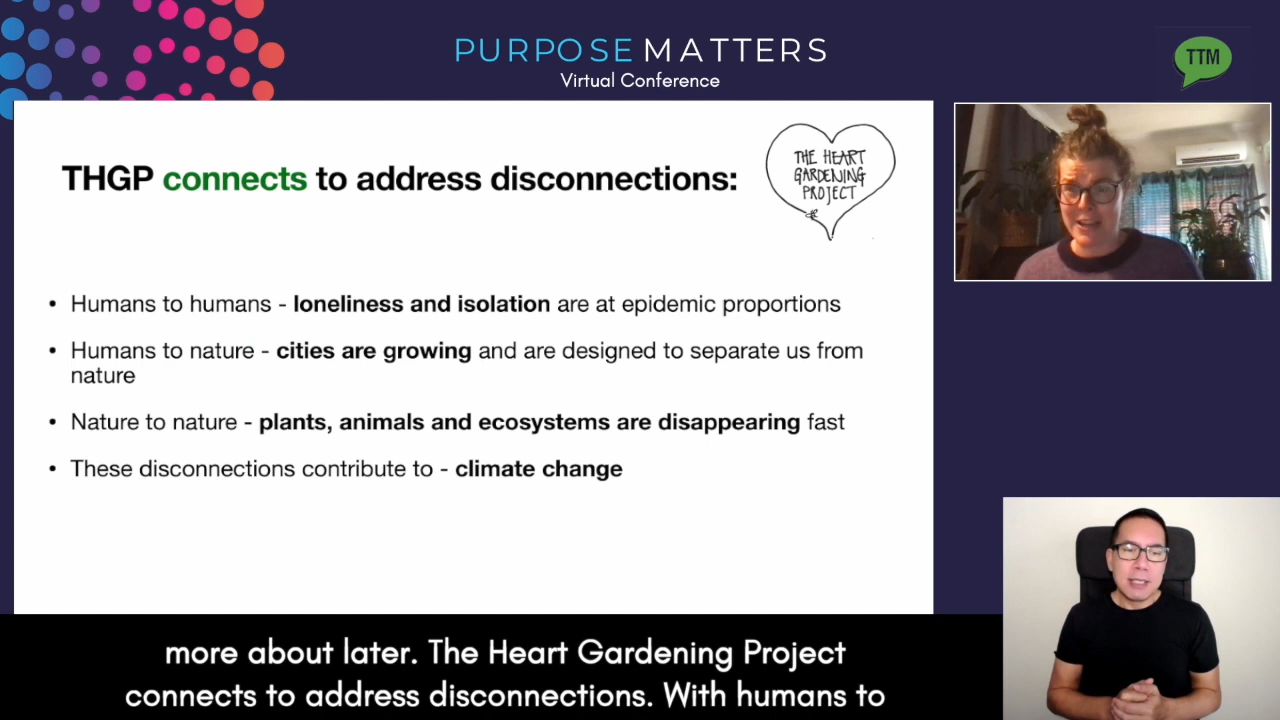 PURPOSE MATTERS
Virtual Conference
TTM
THGP connects to address disconnections:
THE HEART
GARDENING
PROJECT
• Humans to humans - loneliness and isolation are at epidemic proportions
• Humans to nature - cities are growing and are designed to separate us from
nature
• Nature to nature - plants, animals and ecosystems are disappearing fast
• These disconnections contribute to - climate change
more about later. The Heart Gardening Project
connects to address disconnections. With humans to